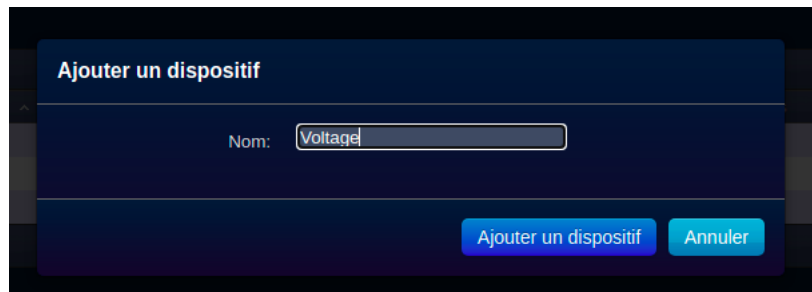 Ajouter un dispositif
Nom: Voltage
Ajouter un dispositif Annuler